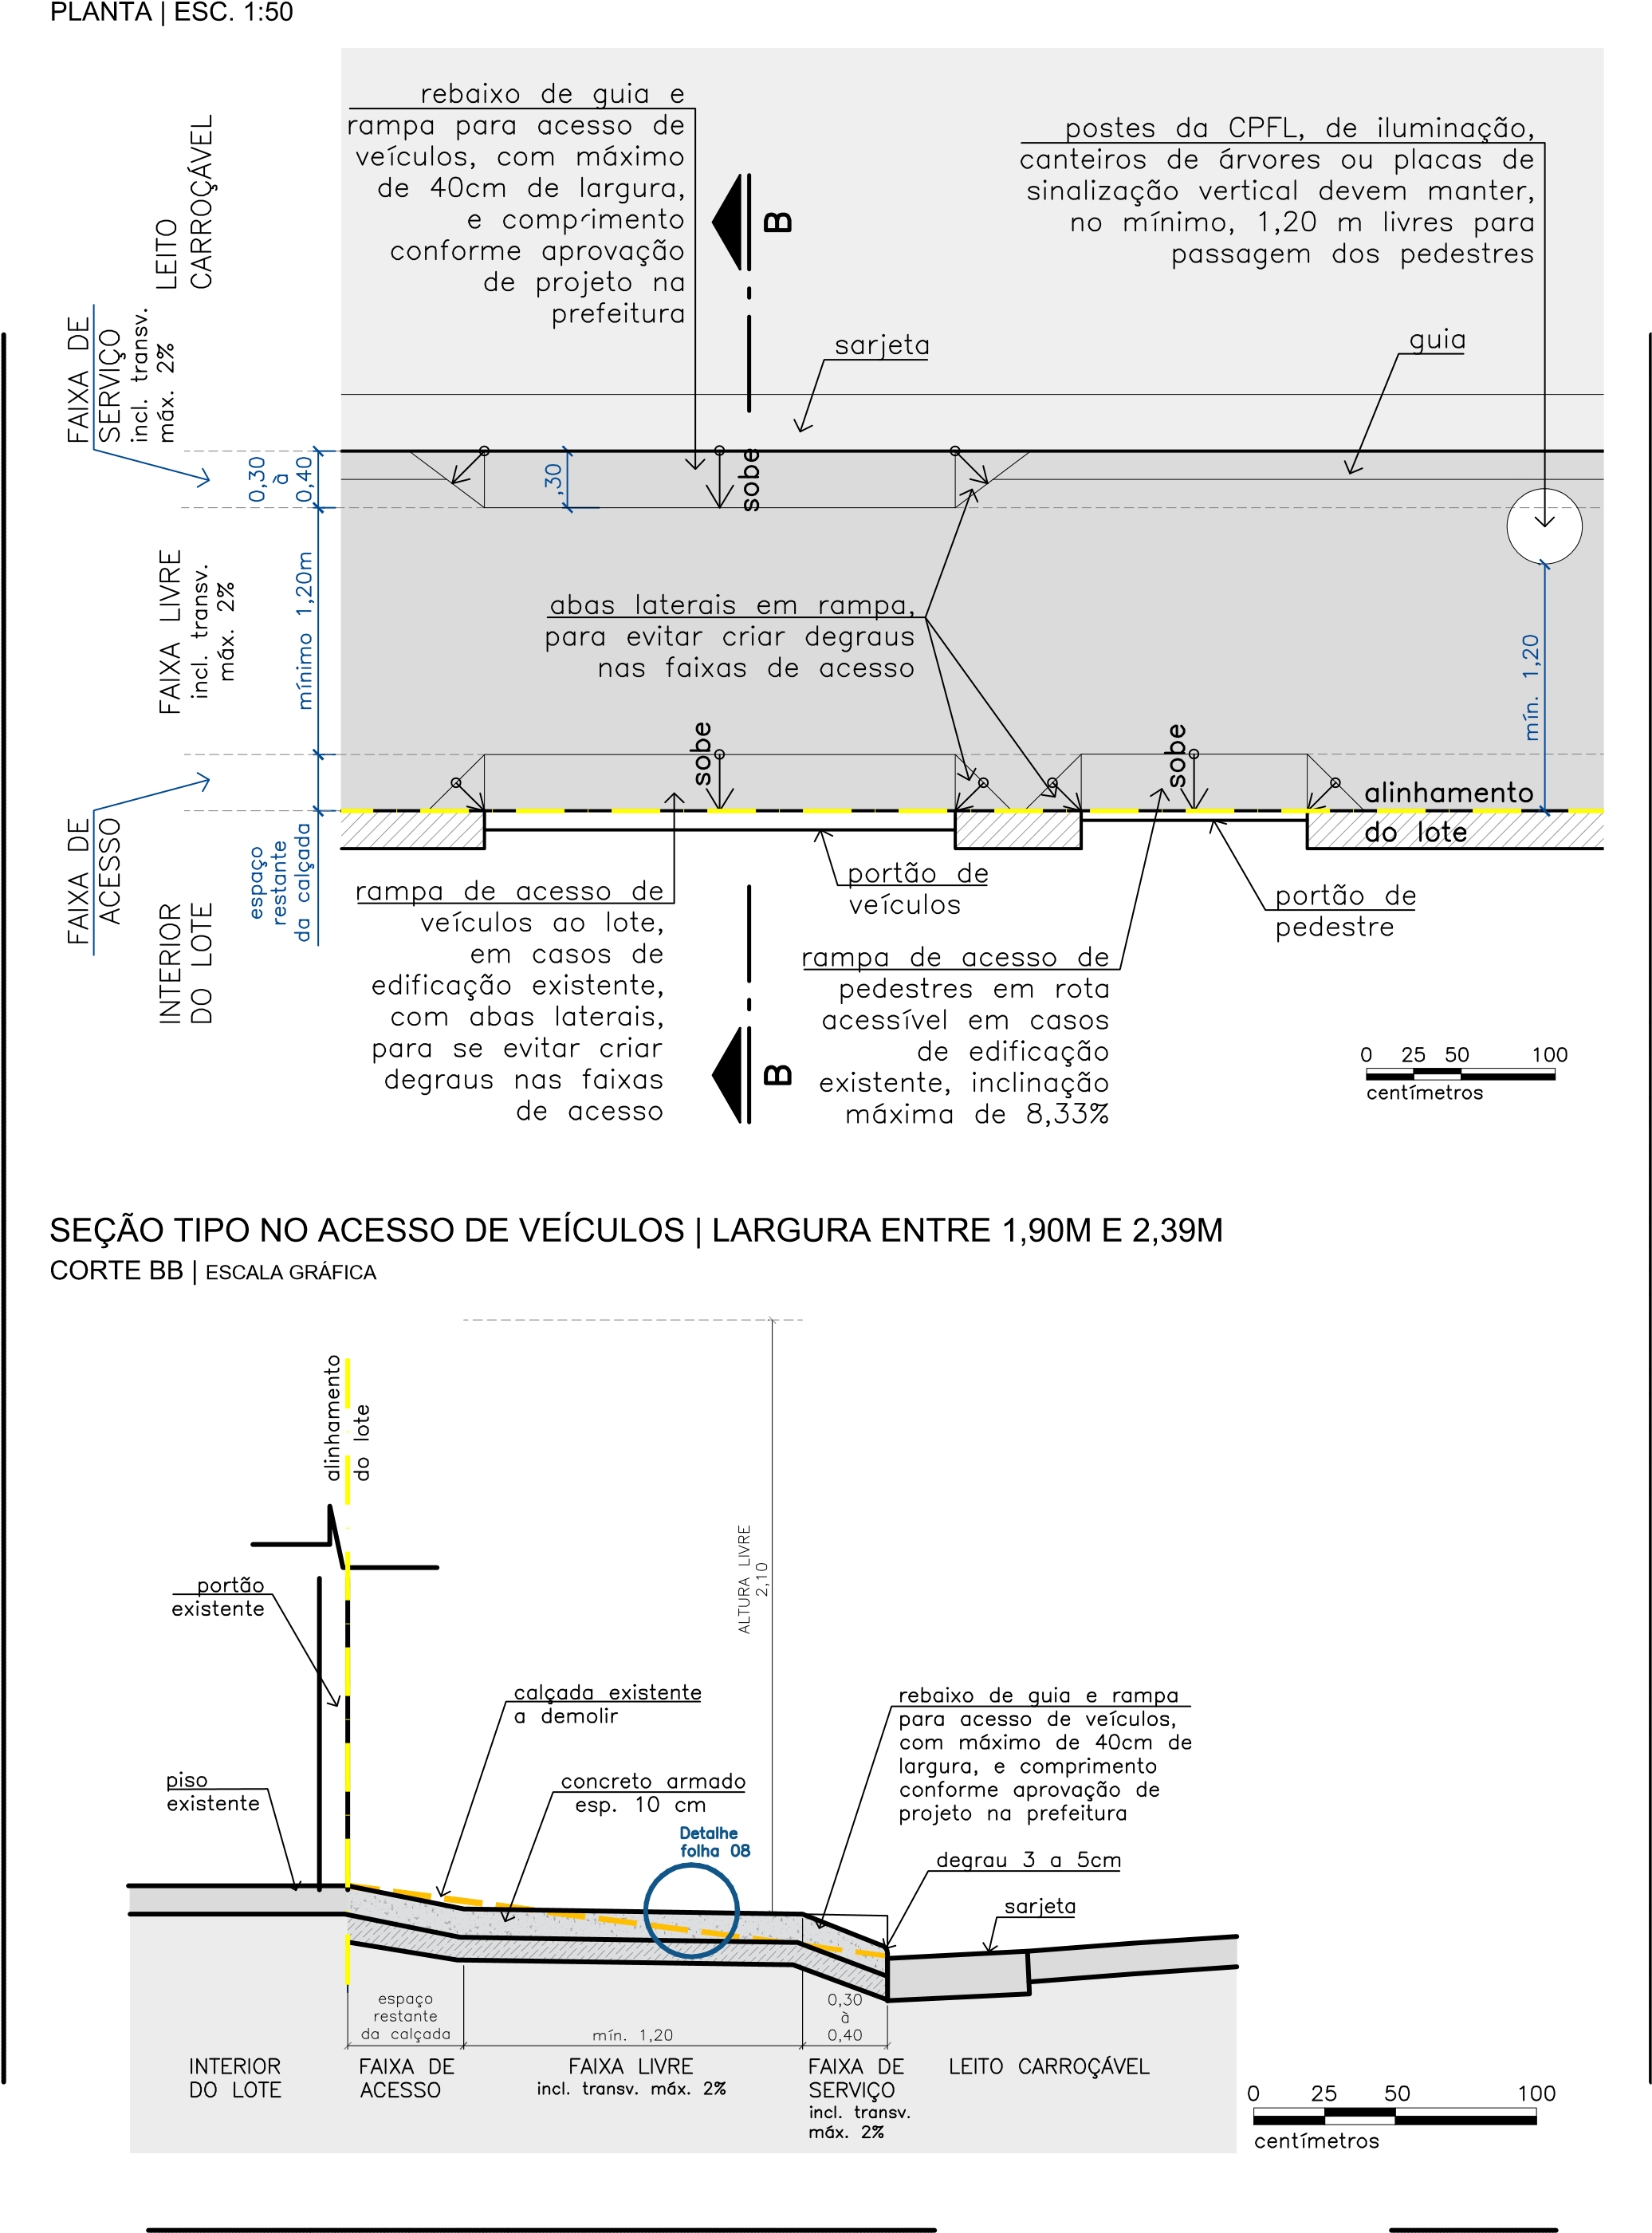 PLANTA | ESC. 1:50
rebaixo de guia e
rampa para acesso de
veículos, com máximo
de 40cm de largura,
e comprimento
conforme aprovação
de projeto na
prefeitura
B
postes da CPFL, de iluminação,
canteiros de árvores ou placas de
sinalização vertical devem manter,
no mínimo, 1,20 m livres para
passagem dos pedestres
LEITO
CARROÇÁVEL
sarjeta
guia
FAIXA DE
SERVIÇO
incl. transv.
máx. 2%
0,30
à
0,40
,30
sobe
FAIXA LIVRE
incl. transv.
máx. 2%
mínimo 1,20m
abas laterais em rampa,
para evitar criar degraus
nas faixas de acesso
mín. 1,20
sobe
sobe
alinhamento
do lote
FAIXA DE
ACESSO
espaço
restante
da calçada
INTERIOR
DO LOTE
rampa de acesso de
veículos ao lote,
em casos de
edificação existente,
com abas laterais,
para se evitar criar
degraus nas faixas
de acesso
portão de
veículos
portão de
pedestre
rampa de acesso de
pedestres em rota
acessível em casos
de edificação
existente, inclinação
máxima de 8,33%
B
0 25 50 100
centímetros
SEÇÃO TIPO NO ACESSO DE VEÍCULOS | LARGURA ENTRE 1,90M E 2,39M
CORTE BB | ESCALA GRÁFICA
alinhamento
do lote
ALTURA LIVRE
2,10
portão
existente
calçada existente
a demolir
rebaixo de guia e rampa
para acesso de veículos,
com máximo de 40cm de
largura, e comprimento
conforme aprovação de
projeto na prefeitura
piso
existente
concreto armado
esp. 10 cm
Detalhe
folha 08
degrau 3 a 5cm
sarjeta
espaço
restante
da calçada
mín. 1,20
0,30
à
0,40
INTERIOR
DO LOTE
FAIXA DE
ACESSO
FAIXA LIVRE
incl. transv. máx. 2%
FAIXA DE
SERVIÇO
incl. transv.
máx. 2%
LEITO CARROÇÁVEL
0 25 50 100
centímetros